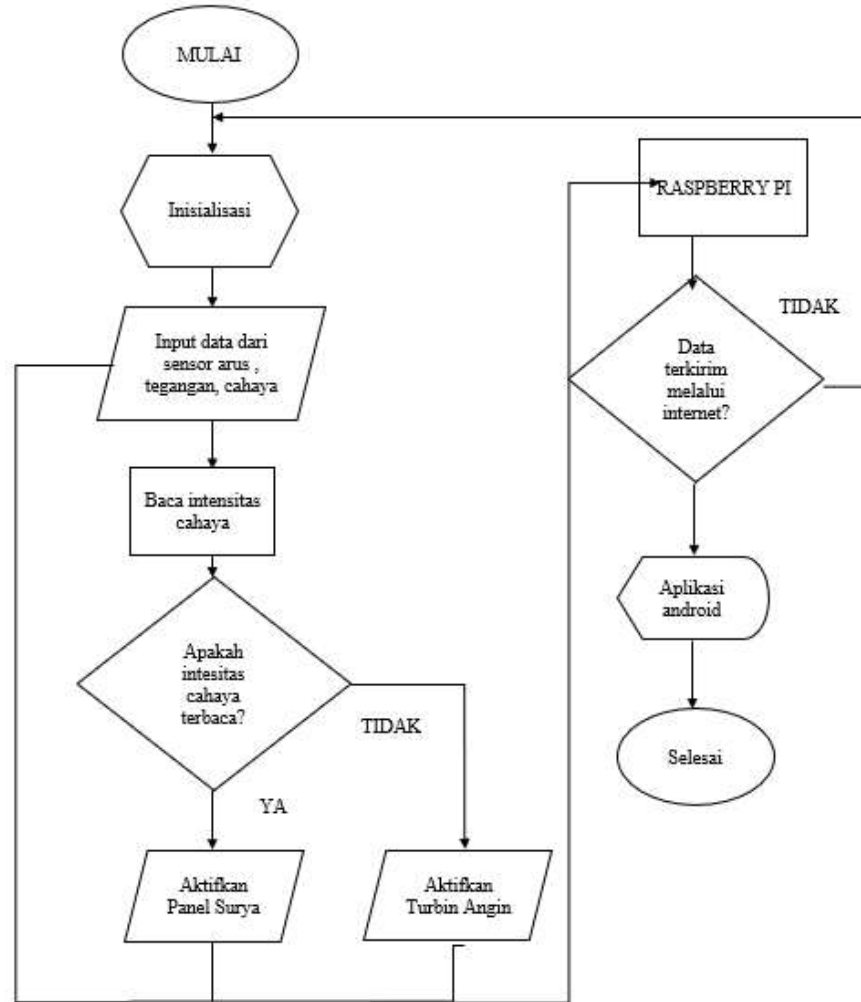 MULAI
Inisialisasi
Input data dari
sensor arus ,
tegangan, cahaya
Baca intensitas
cahaya
Apakah
intesitas
cahaya
terbaca?
TIDAK
YA
Aktifkan
Panel Surya
Aktifkan
Turbin Angin
RASPBERRY PI
TIDAK
Data
terkirim
melalui
internet?
Aplikasi
android
Selesai